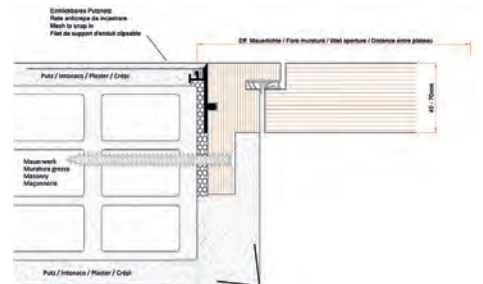 Einklickbares Putznetz
Rete anticrepa da incastrare
Mesh to snap in
Filet de support d'enduit clipsable
Eff. Mauerlichte / Foro muratura / Wall aperture / Distance entre plateau
Putz / Intonaco / Plaster / Crépi
40 - 70mm
Mauerwerk
Muratura grezza
Masonry
Maçonnerie
Putz / Intonaco / Plaster / Crépi